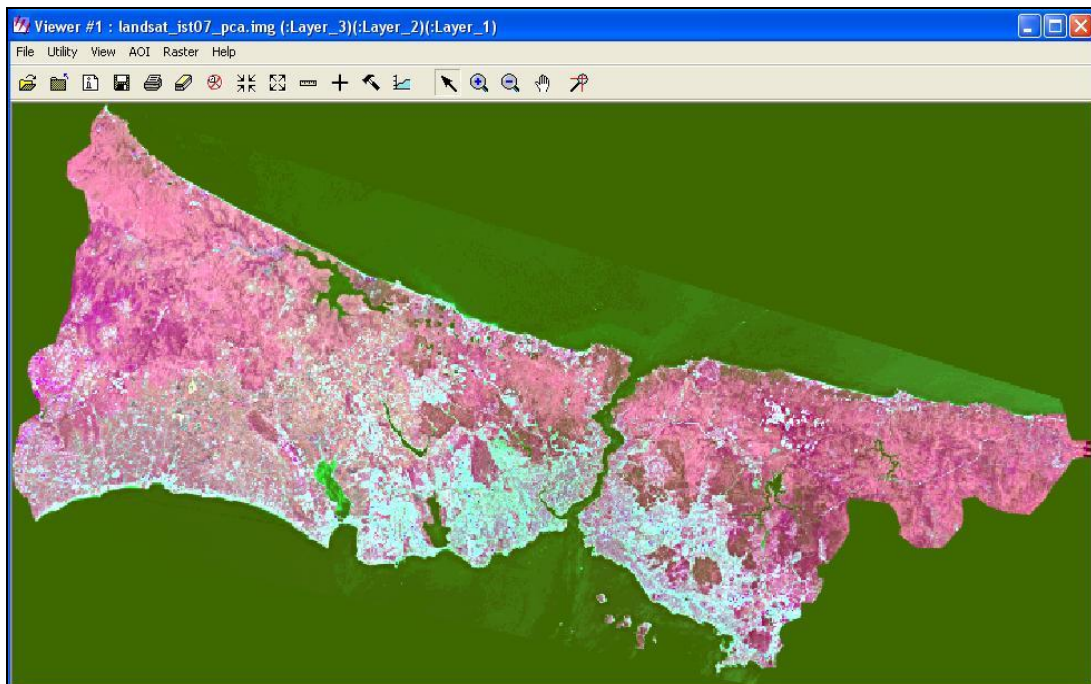 Viewer #1 : landsat_ist07_pca.img (:Layer_3)(:Layer_2)(:Layer_1)
File Utility View AOI Raster Help